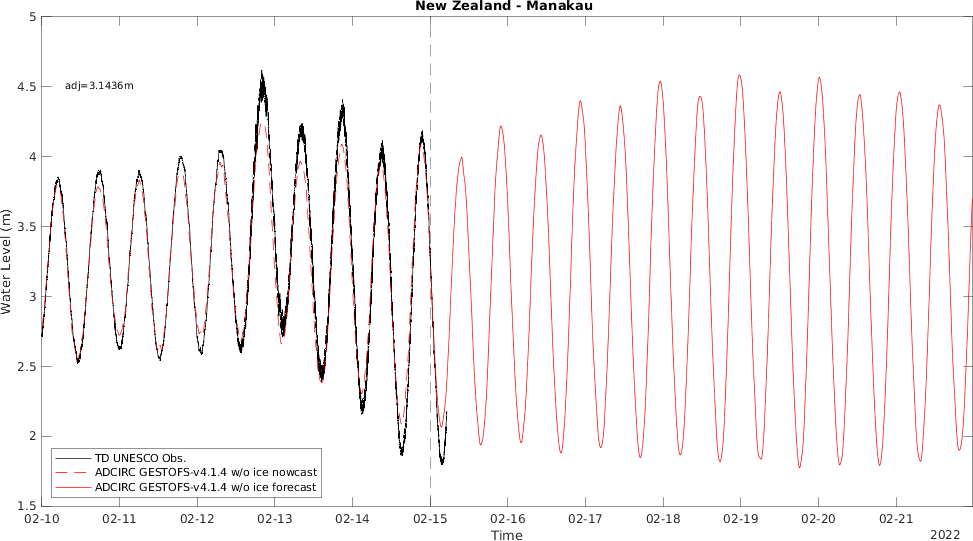 New Zealand - Manakau
5
4.5
4
3.5
3
2.5
2
1.5
Water Level (m)
adj=3.1436m
TD UNESCO Obs.
ADCIRC GESTOFS-v4.1.4 w/o ice nowcast
ADCIRC GESTOFS-v4.1.4 w/o ice forecast
02-10 02-11 02-12 02-13 02-14 02-15 02-16 02-17 02-18 02-19 02-20 02-21
Time
2022